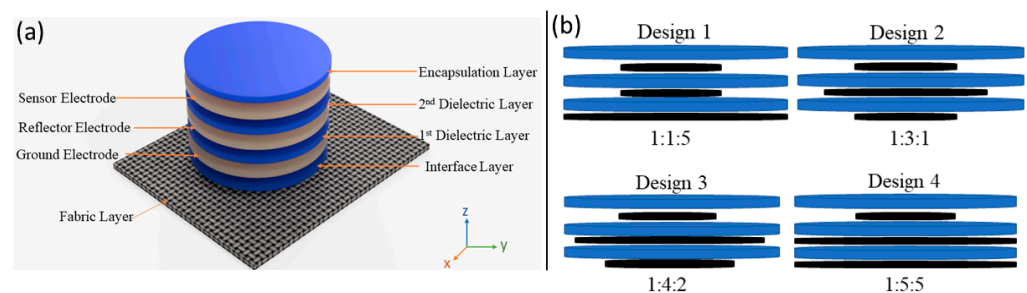 (a)
Encapsulation Layer
Sensor Electrode
2nd Dielectric Layer
Reflector Electrode
1st Dielectric Layer
Ground Electrode
Interface Layer
Fabric Layer
z
y
x
(b)
Design 1
1:1:5
Design 2
1:3:1
Design 3
1:4:2
Design 4
1:5:5